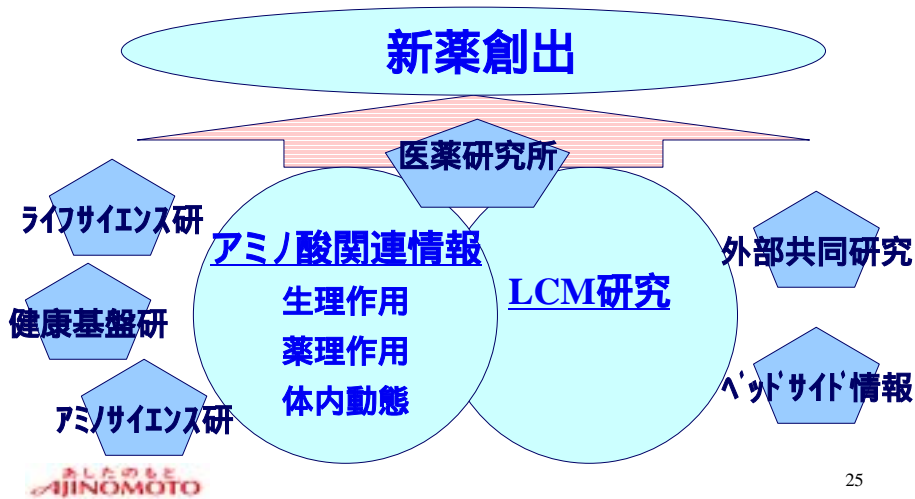 新薬創出
医薬研究所
ライフサイエンス研
健康基盤研
アミノサイエンス研
アミノ酸関連情報
生理作用
薬理作用
体内動態
LCM研究
外部共同研究
ベッドサイド情報
あしたのもと
AJINOMOTO
25